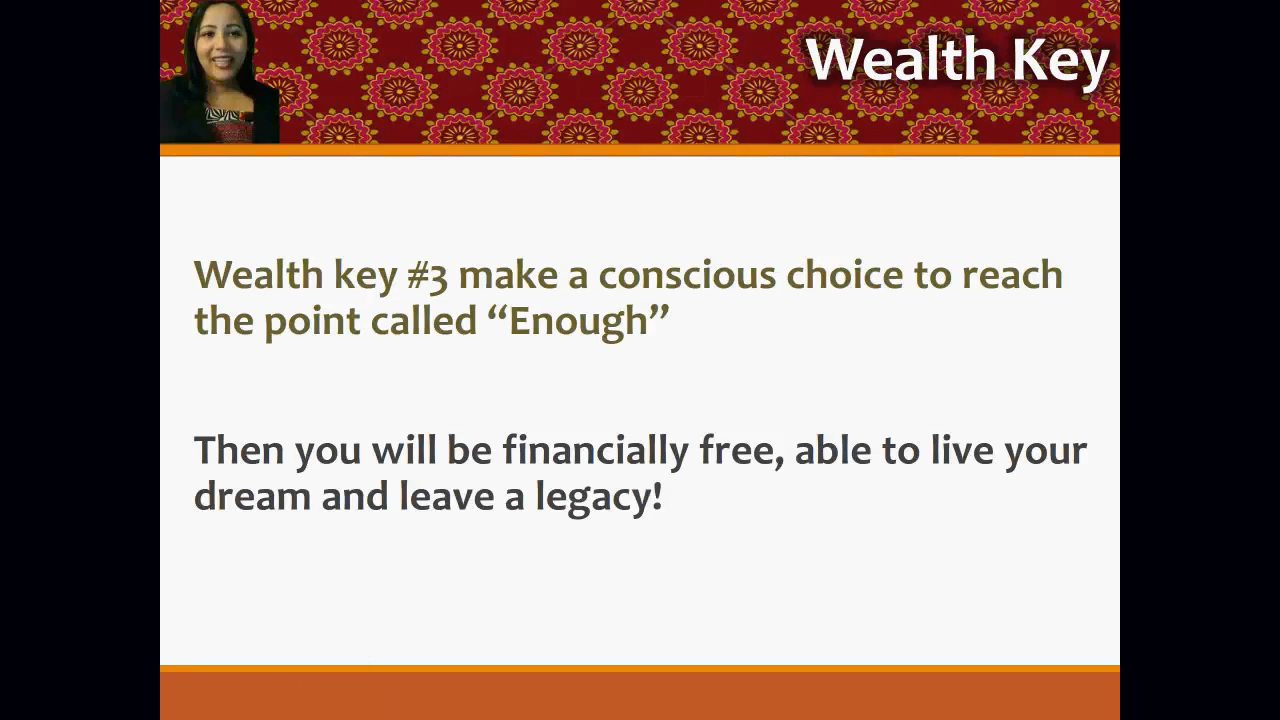 Wealth Key
Wealth key #3 make a conscious choice to reach
the point called “Enough”
Then you will be financially free, able to live your
dream and leave a legacy!